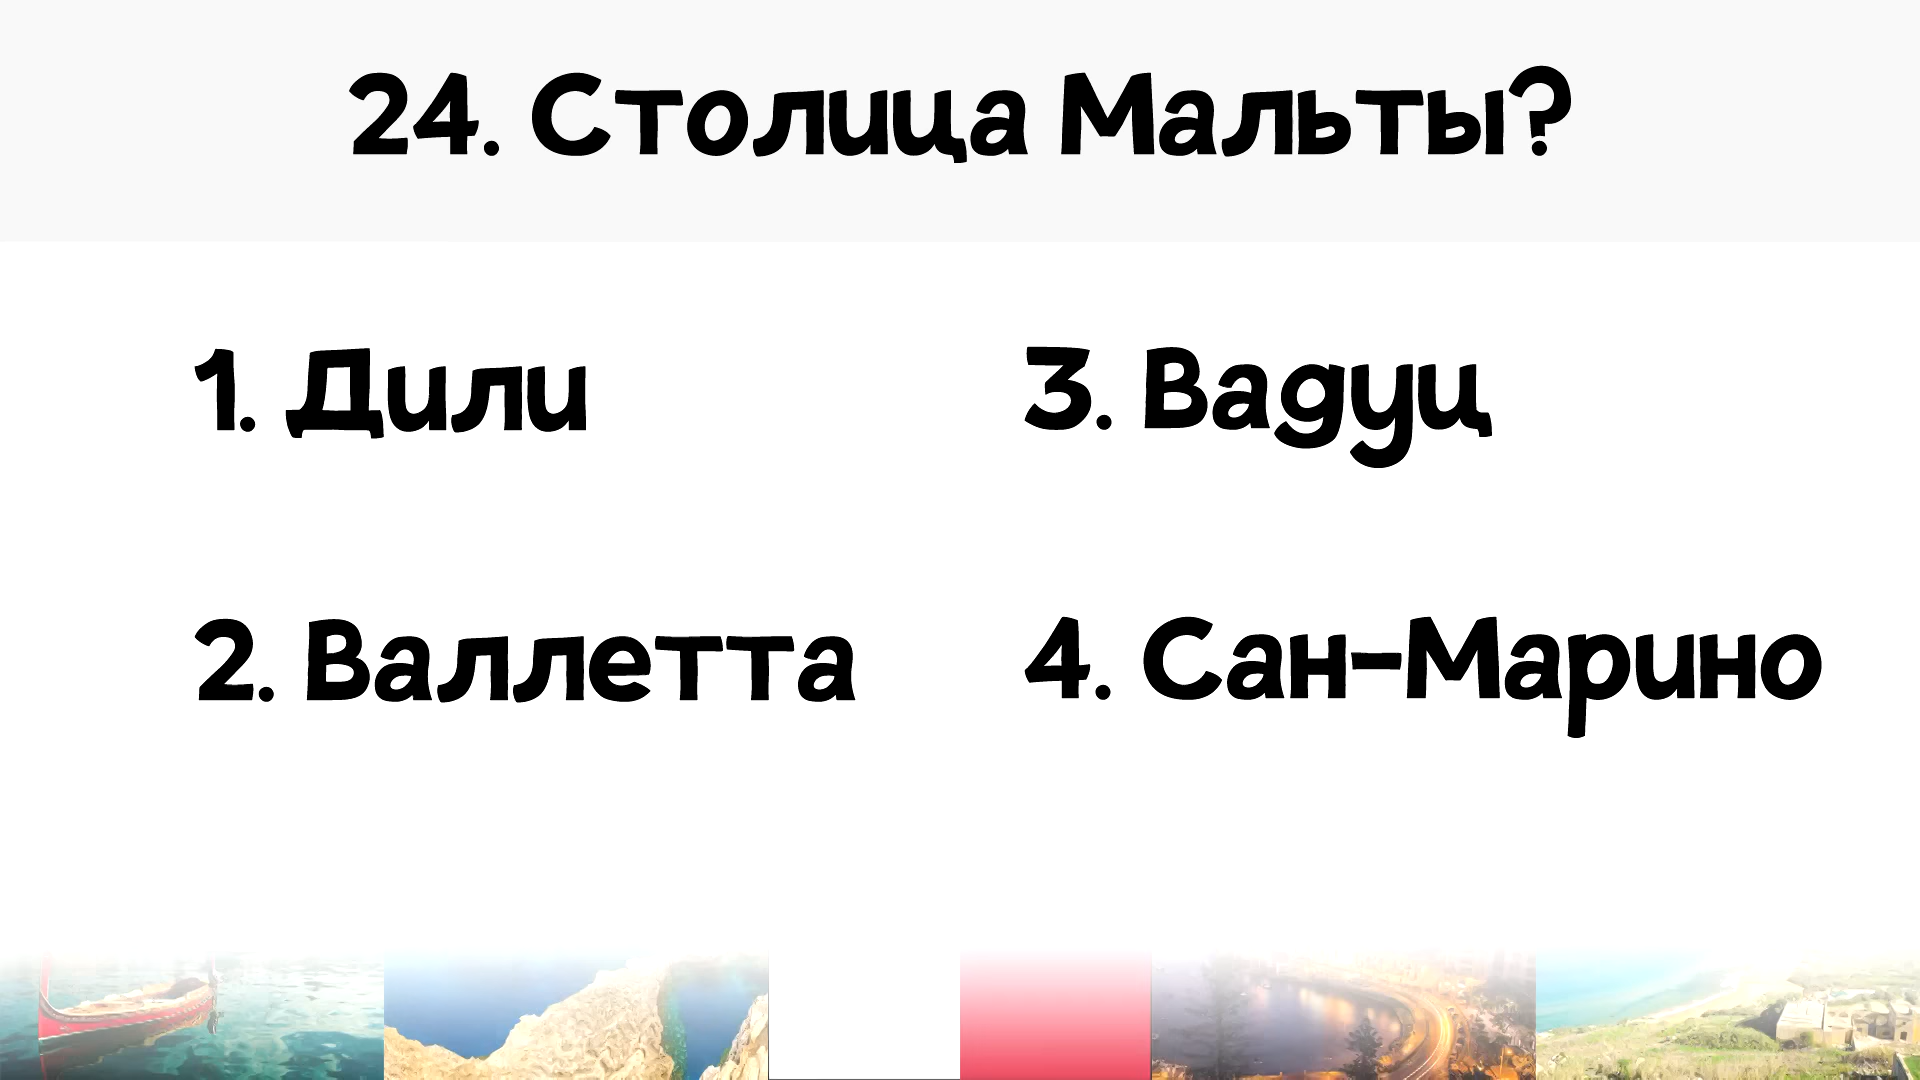 24. Столица Мальты?
1. Дили
2. Валлетта
3. Вадуц
4. Сан-Марино